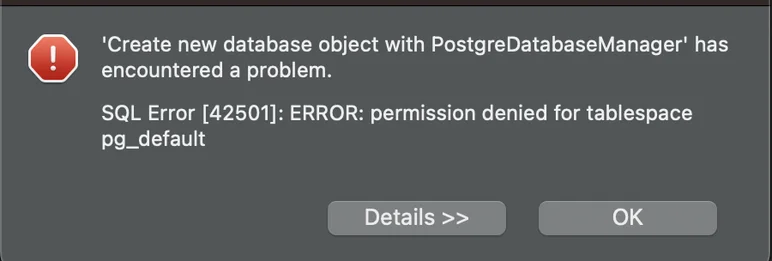 'Create new database object with PostgreDatabaseManager' has
encountered a problem.
SQL Error [42501]: ERROR: permission denied for tablespace
pg_default
Details >>
OK